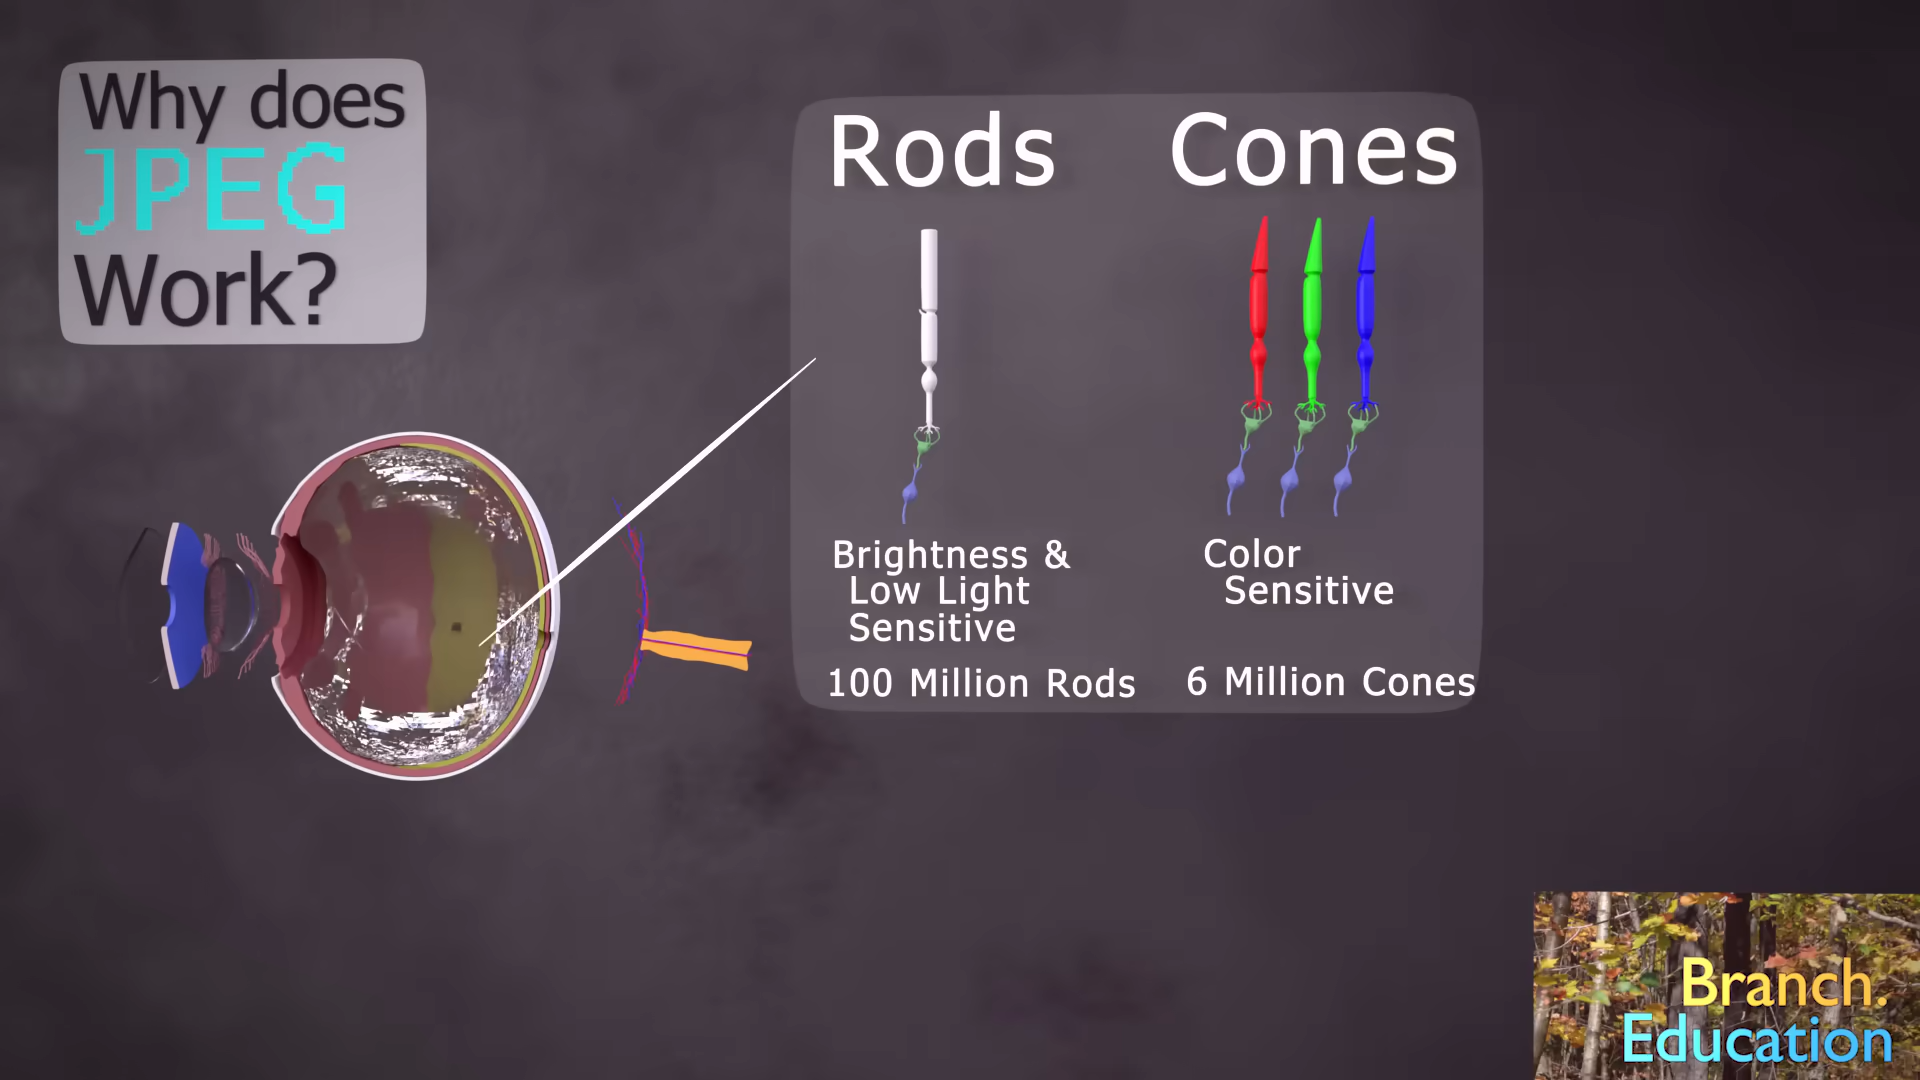 Why does
JPEG
Work?
Rods
Brightness &
Low Light
Sensitive
100 Million Rods
Cones
Color
Sensitive
6 Million Cones
Branch.
Education